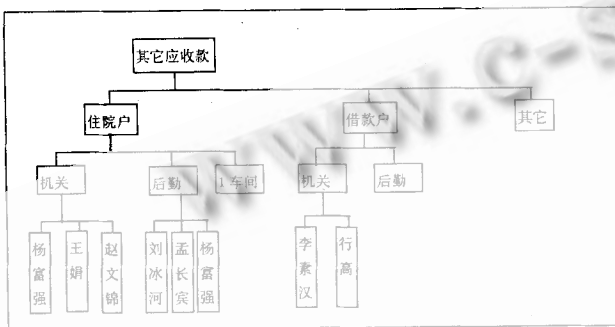 其它应收款
住院户
借款户
其它
机关
后勤
1车间
机关
后勤
杨富强
王娟
赵文锦
刘冰河
孟长宾
杨富强
李素汉
行高
www.c-s